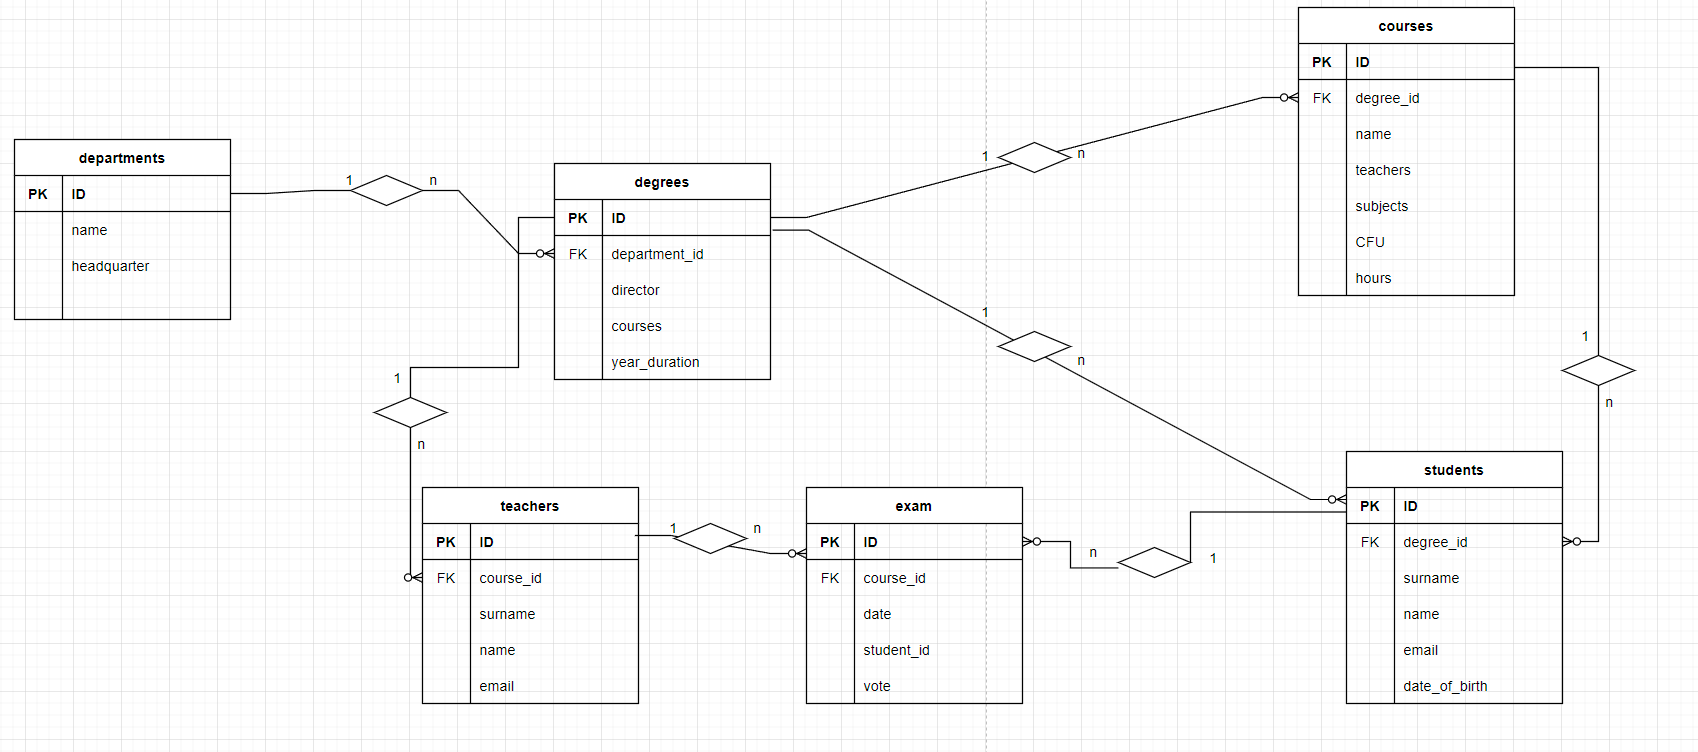 departments
PK ID
name
headquarter
1
n
degrees
PK ID
FK department_id
director
courses
year_duration
1
n
courses
PK ID
FK degree_id
name
teachers
subjects
CFU
hours
1
n
1
n
1
n
teachers
PK ID
FK course_id
surname
name
email
1
n
exam
PK ID
FK course_id
date
student_id
vote
n
1
students
PK ID
FK degree_id
surname
name
email
date_of_birth